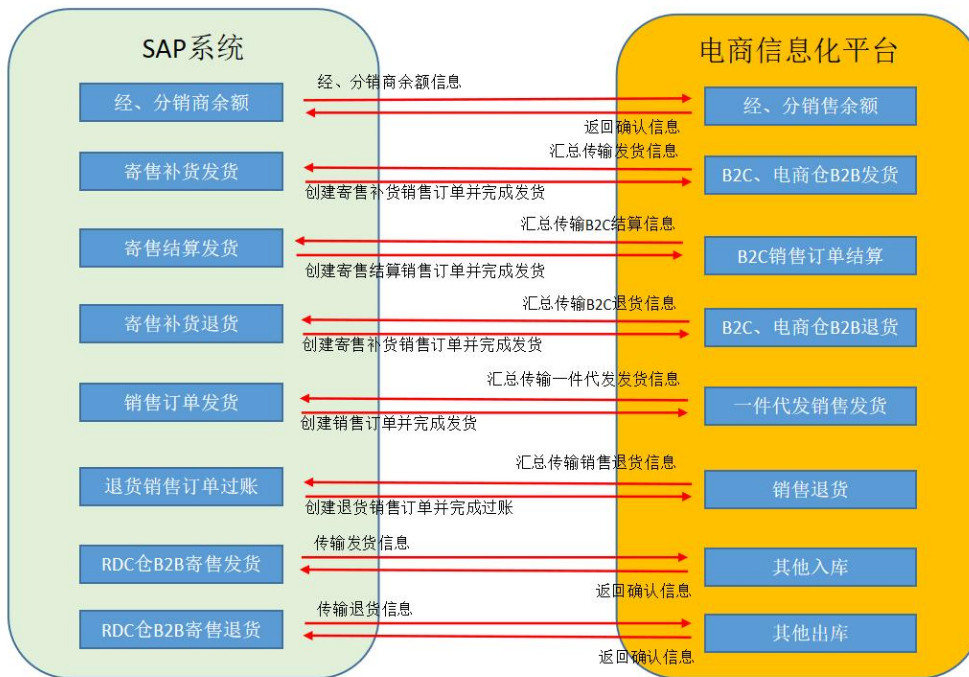 SAP系统
电商信息化平台
经、分销商余额信息
经、分销商余额
经、分销售余额
返回确认信息
汇总传输发货信息
寄售补货发货
B2C、电商仓B2B发货
创建寄售补货销售订单并完成发货
汇总传输B2C结算信息
寄售结算发货
B2C销售订单结算
创建寄售结算销售订单并完成发货
汇总传输B2C退货信息
寄售补货退货
B2C、电商仓B2B退货
创建寄售补货销售订单并完成发货
汇总传输一件代发发货信息
销售订单发货
一件代发销售发货
创建销售订单并完成发货
汇总传输销售退货信息
退货销售订单过账
销售退货
创建退货销售订单并完成过账
传输发货信息
RDC仓B2B寄售发货
其他入库
返回确认信息
传输退货信息
RDC仓B2B寄售退货
其他出库
返回确认信息